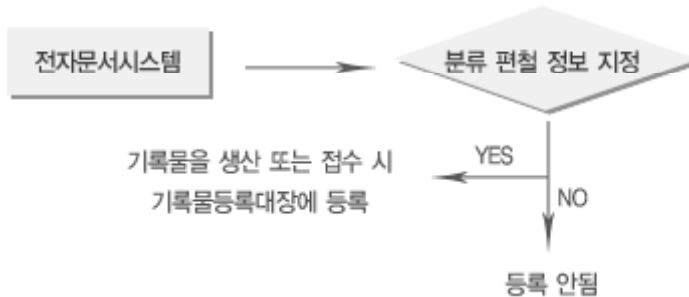 전자문서시스템
분류 편철 정보 지정
YES
기록물을 생산 또는 접수 시
기록물등록대장에 등록
NO
등록 안됨